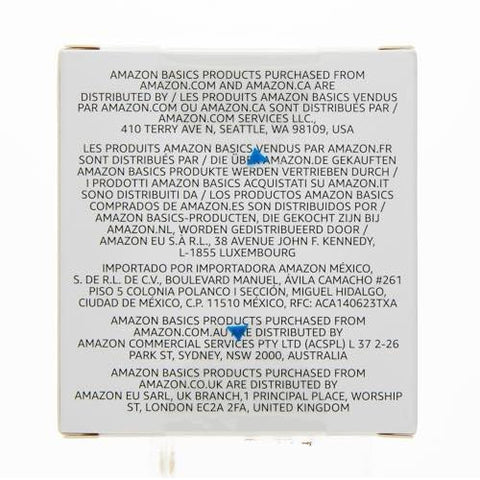 AMAZON BASICS PRODUCTS PURCHASED FROM
AMAZON.COM AND AMAZON.CA ARE
DISTRIBUTED BY / LES PRODUITS AMAZON BASICS VENDUS
PAR AMAZON.COM OU AMAZON.CA SONT DISTRIBUÉS PAR /
AMAZON.COM SERVICES LLC.,
410 TERRY AVE N, SEATTLE, WA 98109, USA
LES PRODUITS AMAZON BASICS VENDUS PAR AMAZON.FR
SONT DISTRIBUÉS PAR / DIE ÜBER AMAZON.DE GEKAUFTEN
AMAZON BASICS PRODUKTE WERDEN VERTRIEBEN DURCH /
I PRODOTTI AMAZON BASICS ACQUISTATI SU AMAZON.IT
SONO DISTRIBUITI DA / LOS PRODUCTOS AMAZON BASICS
COMPRADOS DE AMAZON.ES SON DISTRIBUIDOS POR /
AMAZON BASICS-PRODUCTEN, DIE GEKOCHT ZIJN BIJ
AMAZON.NL, WORDEN GEDISTRIBUEERD DOOR /
AMAZON EU S.À R.L., 38 AVENUE JOHN F. KENNEDY,
L-1855 LUXEMBOURG
IMPORTADO POR IMPORTADORA AMAZON MÉXICO,
S. DE R.L. DE C.V., BOULEVARD MANUEL, ÁVILA CAMACHO #261
PISO 5 COLONIA POLANCO I SECCIÓN, MIGUEL HIDALGO,
CIUDAD DE MÉXICO, C.P. 11510 MÉXICO, RFC: ACA140623TXA
AMAZON BASICS PRODUCTS PURCHASED FROM
AMAZON.COM.AU ARE DISTRIBUTED BY
AMAZON COMMERCIAL SERVICES PTY LTD (ACSPL) L 37 2-26
PARK ST, SYDNEY, NSW 2000, AUSTRALIA
AMAZON BASICS PRODUCTS PURCHASED FROM
AMAZON.CO.UK ARE DISTRIBUTED BY
AMAZON EU SARL, UK BRANCH,1 PRINCIPAL PLACE, WORSHIP
ST, LONDON EC2A 2FA, UNITED KINGDOM